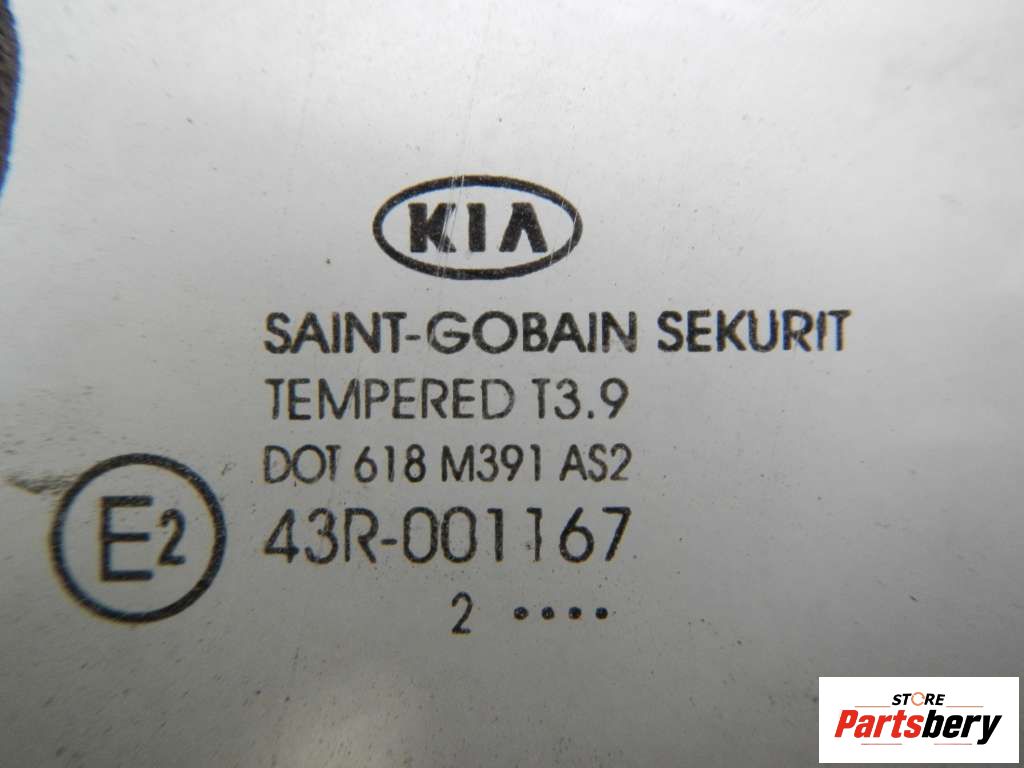 KIA
SAINT-GOBAIN SEKURIT
TEMPERED T3.9
DOT 618 M391 AS2
E2 43R-001167
2 ••••
STORE
Partsbery